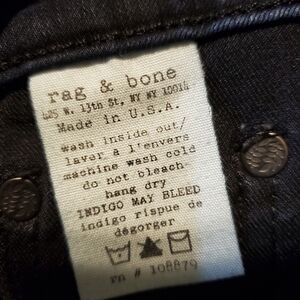 rag & bone
425 W. 13th St, NY NY 10014
Made in U.S.A.
wash inside out/
laver à l'envers
machine wash cold
do not bleach-
hang dry
INDIGO MAY BLEED
indigo risque de
dégorger
rn # 108879